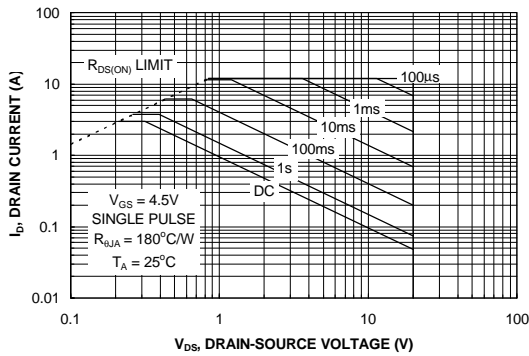 100
10
1
0.1
0.01
I_D, DRAIN CURRENT (A)
R_DS(ON) LIMIT
100µs
1ms
10ms
100ms
1s
DC
V_GS = 4.5V
SINGLE PULSE
R_θJA = 180°C/W
T_A = 25°C
0.1 1 10 100
V_DS, DRAIN-SOURCE VOLTAGE (V)